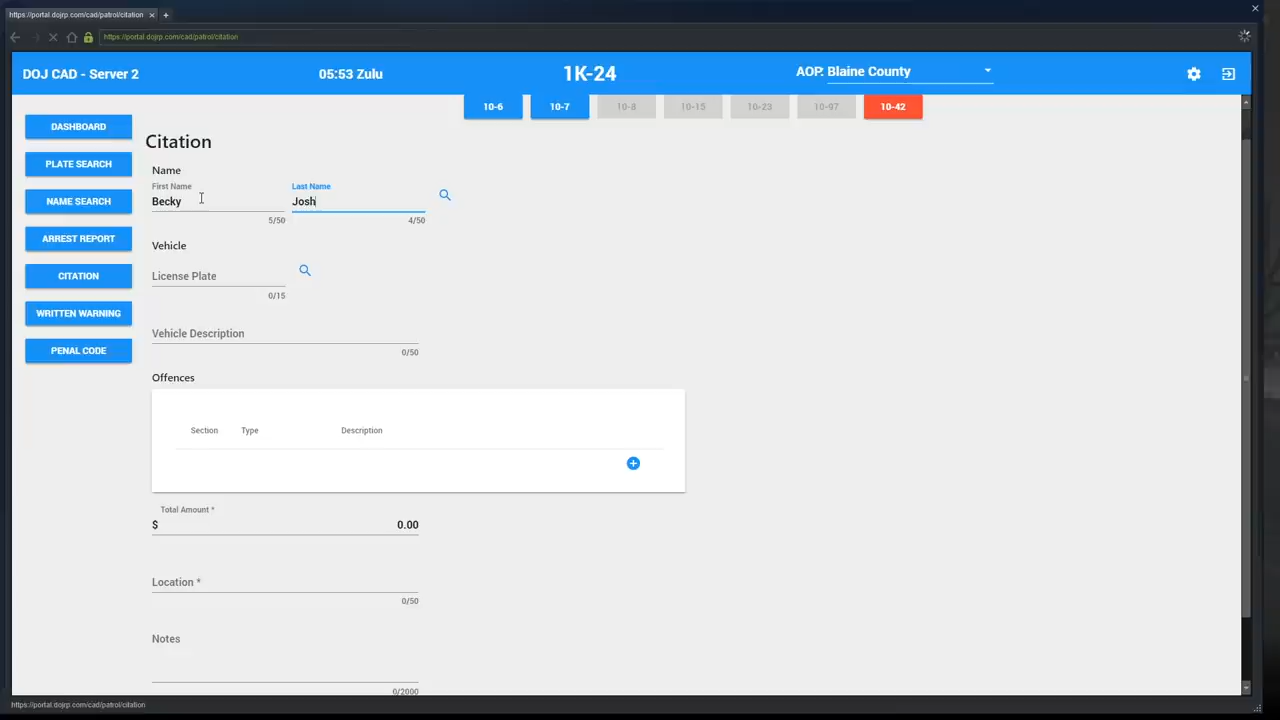 https://portal.dojrp.com/cad/patrol/citation
https://portal.dojrp.com/cad/patrol/citation
DOJ CAD - Server 2
05:53 Zulu
1K-24
AOP: Blaine County
10-6
10-7
10-8
10-15
10-23
10-97
10-42
DASHBOARD
PLATE SEARCH
NAME SEARCH
ARREST REPORT
CITATION
WRITTEN WARNING
PENAL CODE
Citation
Name
First Name
Last Name
Becky
Josh
5/50
4/50
Vehicle
License Plate
0/15
Vehicle Description
0/50
Offences
Section Type Description
Total Amount *
$ 0.00
Location *
0/50
Notes
0/2000
https://portal.dojrp.com/cad/patrol/citation